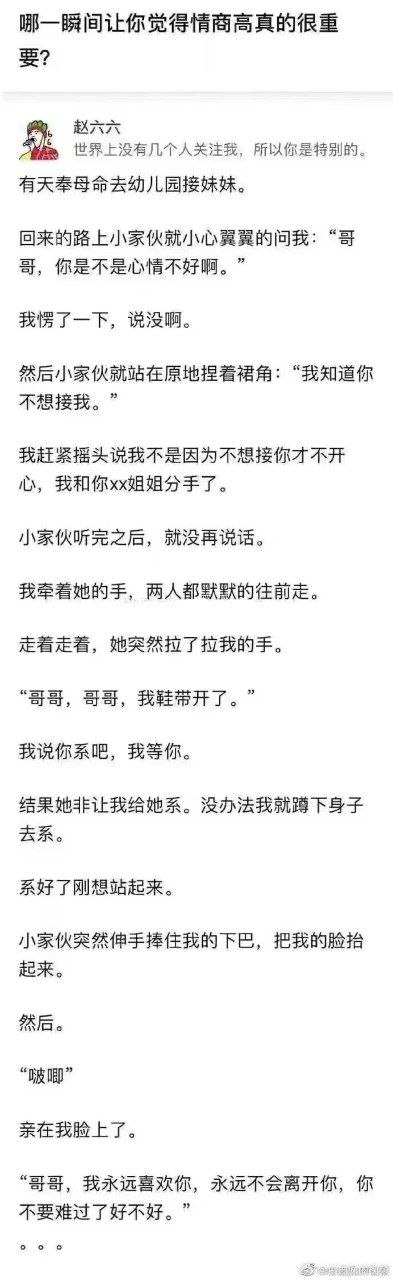 哪一瞬间让你觉得情商高真的很重
要?
赵六六
世界上没有几个人关注我，所以你是特别的。
有天奉母命去幼儿园接妹妹。
回来的路上小家伙就小心翼翼的问我：“哥
哥，你是不是心情不好啊。”
我愣了一下，说没啊。
然后小家伙就站在原地捏着裙角：“我知道你
不想接我。”
我赶紧摇头说我不是因为不想接你才不开
心，我和你xx姐姐分手了。
小家伙听完之后，就没再说话。
我牵着她的手，两人都默默的往前走。
走着走着，她突然拉了拉我的手。
“哥哥，哥哥，我鞋带开了。”
我说你系吧，我等你。
结果她非让我给她系。没办法我就蹲下身子
去系。
系好了刚想站起来。
小家伙突然伸手捧住我的下巴，把我的脸抬
起来。
然后。
“啵唧”
亲在我脸上了。
“哥哥，我永远喜欢你，永远不会离开你，你
不要难过了好不好。”
。。。